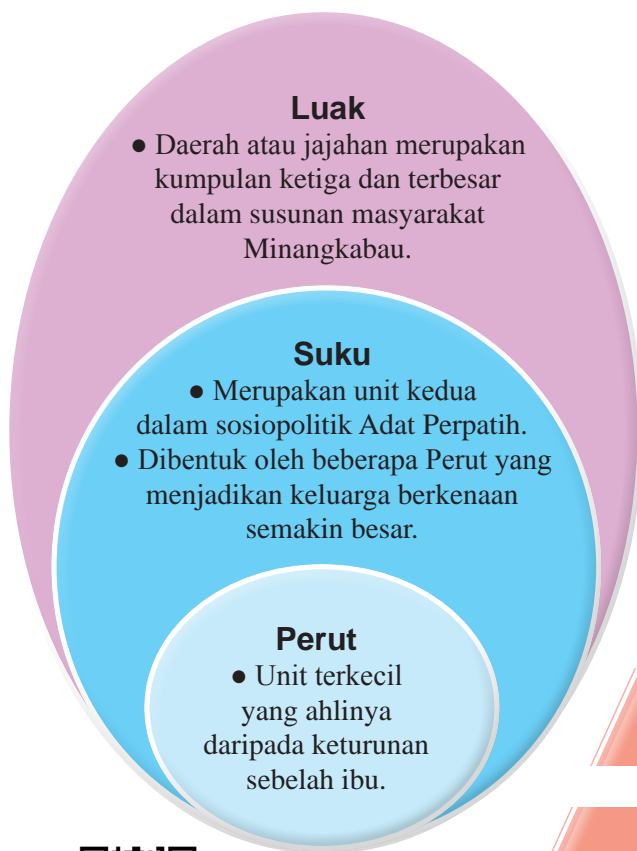 Luak
● Daerah atau jajahan merupakan
kumpulan ketiga dan terbesar
dalam susunan masyarakat
Minangkabau.
Suku
● Merupakan unit kedua
dalam sosiopolitik Adat Perpatih.
● Dibentuk oleh beberapa Perut yang
menjadikan keluarga berkenaan
semakin besar.
Perut
● Unit terkecil
yang ahlinya
daripada keturunan
sebelah ibu.